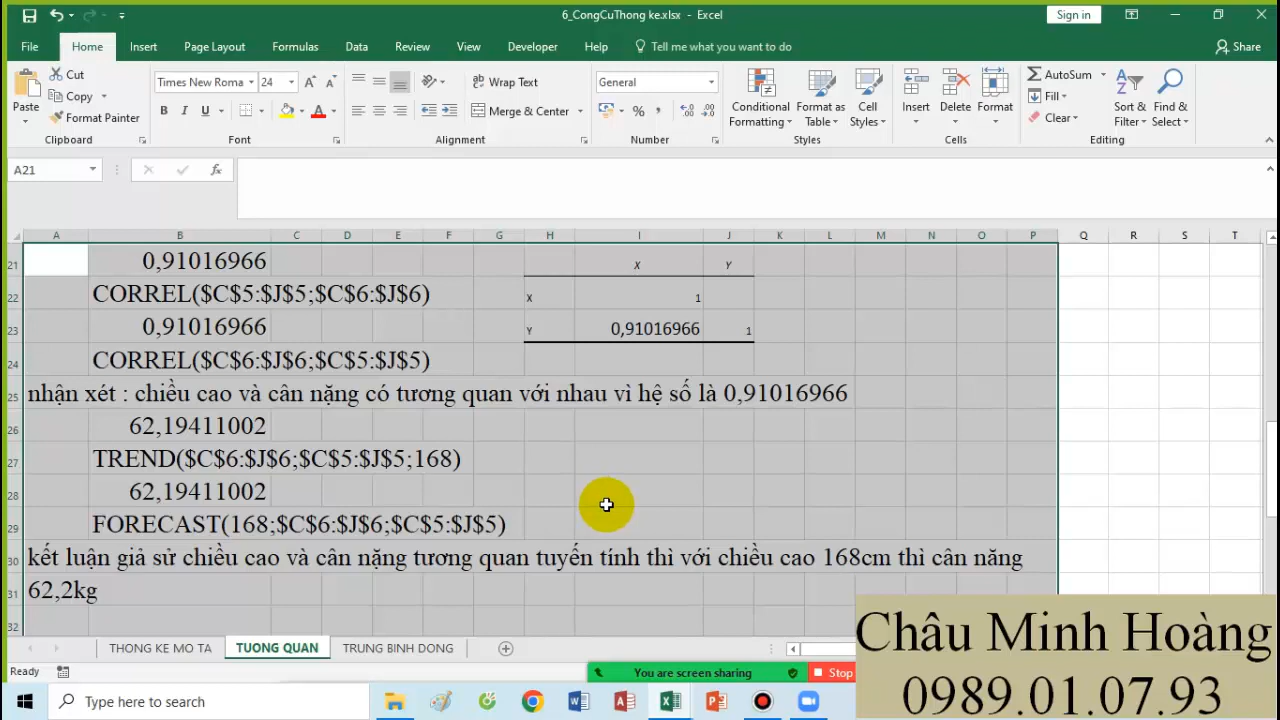 6_CongCuThong ke.xlsx - Excel
Sign in
File Home Insert Page Layout Formulas Data Review View Developer Help Tell me what you want to do Share
Paste Cut Copy Format Painter
Times New Roma 24
B I U
Wrap Text
Merge & Center
General
Conditional Formatting Format as Table Cell Styles
Insert Delete Format
AutoSum Fill Clear
Sort & Filter Find & Select
Clipboard Font Alignment Number Styles Cells Editing
A21 fx
A B C D E F G H I J K L M N O P Q R S T
21 0,91016966 X Y
22 CORREL($C$5:$J$5;$C$6:$J$6) X 1
23 0,91016966 Y 0,91016966 1
24 CORREL($C$6:$J$6;$C$5:$J$5)
25 nhận xét : chiều cao và cân nặng có tương quan với nhau vì hệ số là 0,91016966
26 62,19411002
27 TREND($C$6:$J$6;$C$5:$J$5;168)
28 62,19411002
29 FORECAST(168;$C$6:$J$6;$C$5:$J$5)
30 kết luận giả sử chiều cao và cân nặng tương quan tuyến tính thì với chiều cao 168cm thì cân năng
31 62,2kg
32
THONG KE MO TA TUONG QUAN TRUNG BINH DONG
Ready
You are screen sharing Stop
Type here to search
Châu Minh Hoàng
0989.01.07.93